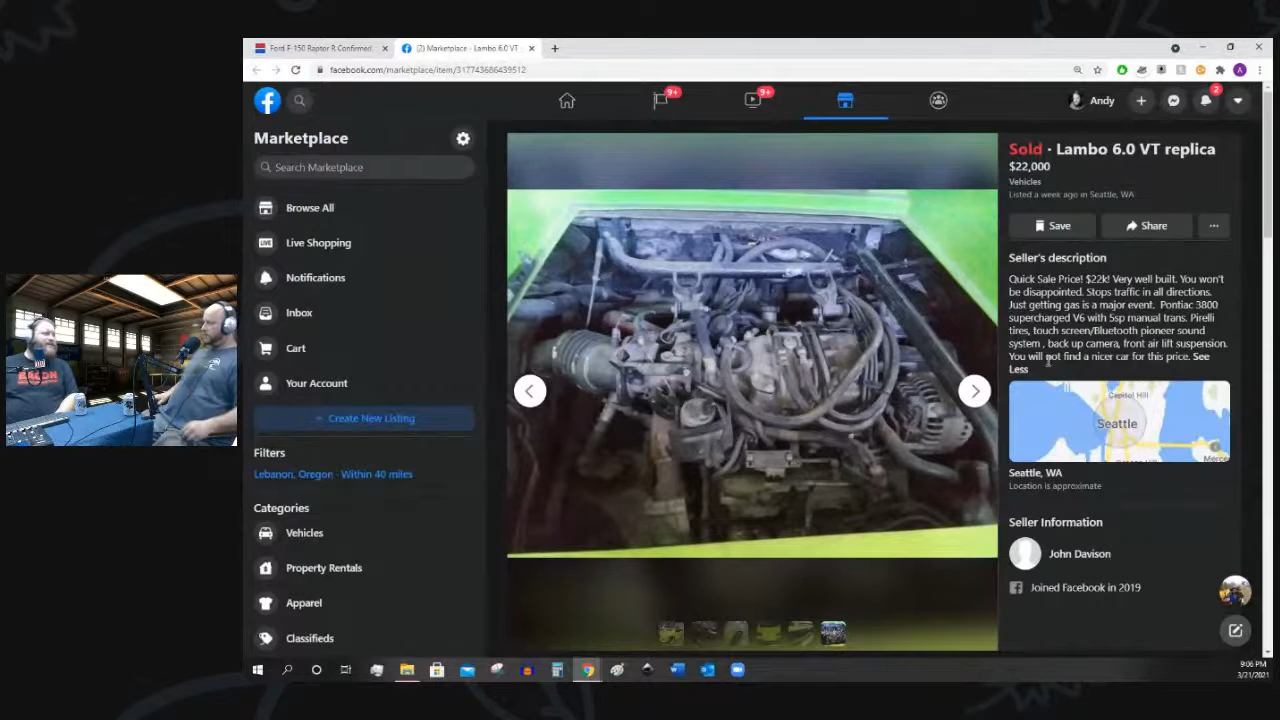 Ford F-150 Raptor R Confirmed
(2) Marketplace - Lambo 6.0 VT
facebook.com/marketplace/item/317743686439512
9+
9+
Andy
2
Marketplace
Search Marketplace
Browse All
Live Shopping
Notifications
Inbox
Cart
Your Account
+ Create New Listing
Filters
Lebanon, Oregon · Within 40 miles
Categories
Vehicles
Property Rentals
Apparel
Classifieds
Sold · Lambo 6.0 VT replica
$22,000
Vehicles
Listed a week ago in Seattle, WA
Save
Share
Seller's description
Quick Sale Price! $22k! Very well built. You won't
be disappointed. Stops traffic in all directions.
Just getting gas is a major event. Pontiac 3800
supercharged V6 with 5sp manual trans. Pirelli
tires, touch screen/Bluetooth pioneer sound
system , back up camera, front air lift suspension.
You will not find a nicer car for this price. See
Less
Capitol Hill
Seattle
Merce
Seattle, WA
Location is approximate
Seller Information
John Davison
Joined Facebook in 2019
9:06 PM
3/21/2021